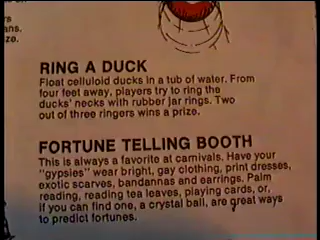 ers
ans.
ze.
RING A DUCK
Float celluloid ducks in a tub of water. From
four feet away, players try to ring the
ducks' necks with rubber jar rings. Two
out of three ringers wins a prize.
FORTUNE TELLING BOOTH
This is always a favorite at carnivals. Have your
"gypsies" wear bright, gay clothing, print dresses,
exotic scarves, bandannas and earrings. Palm
reading, reading tea leaves, playing cards, or,
if you can find one, a crystal ball, are great ways
to predict fortunes.